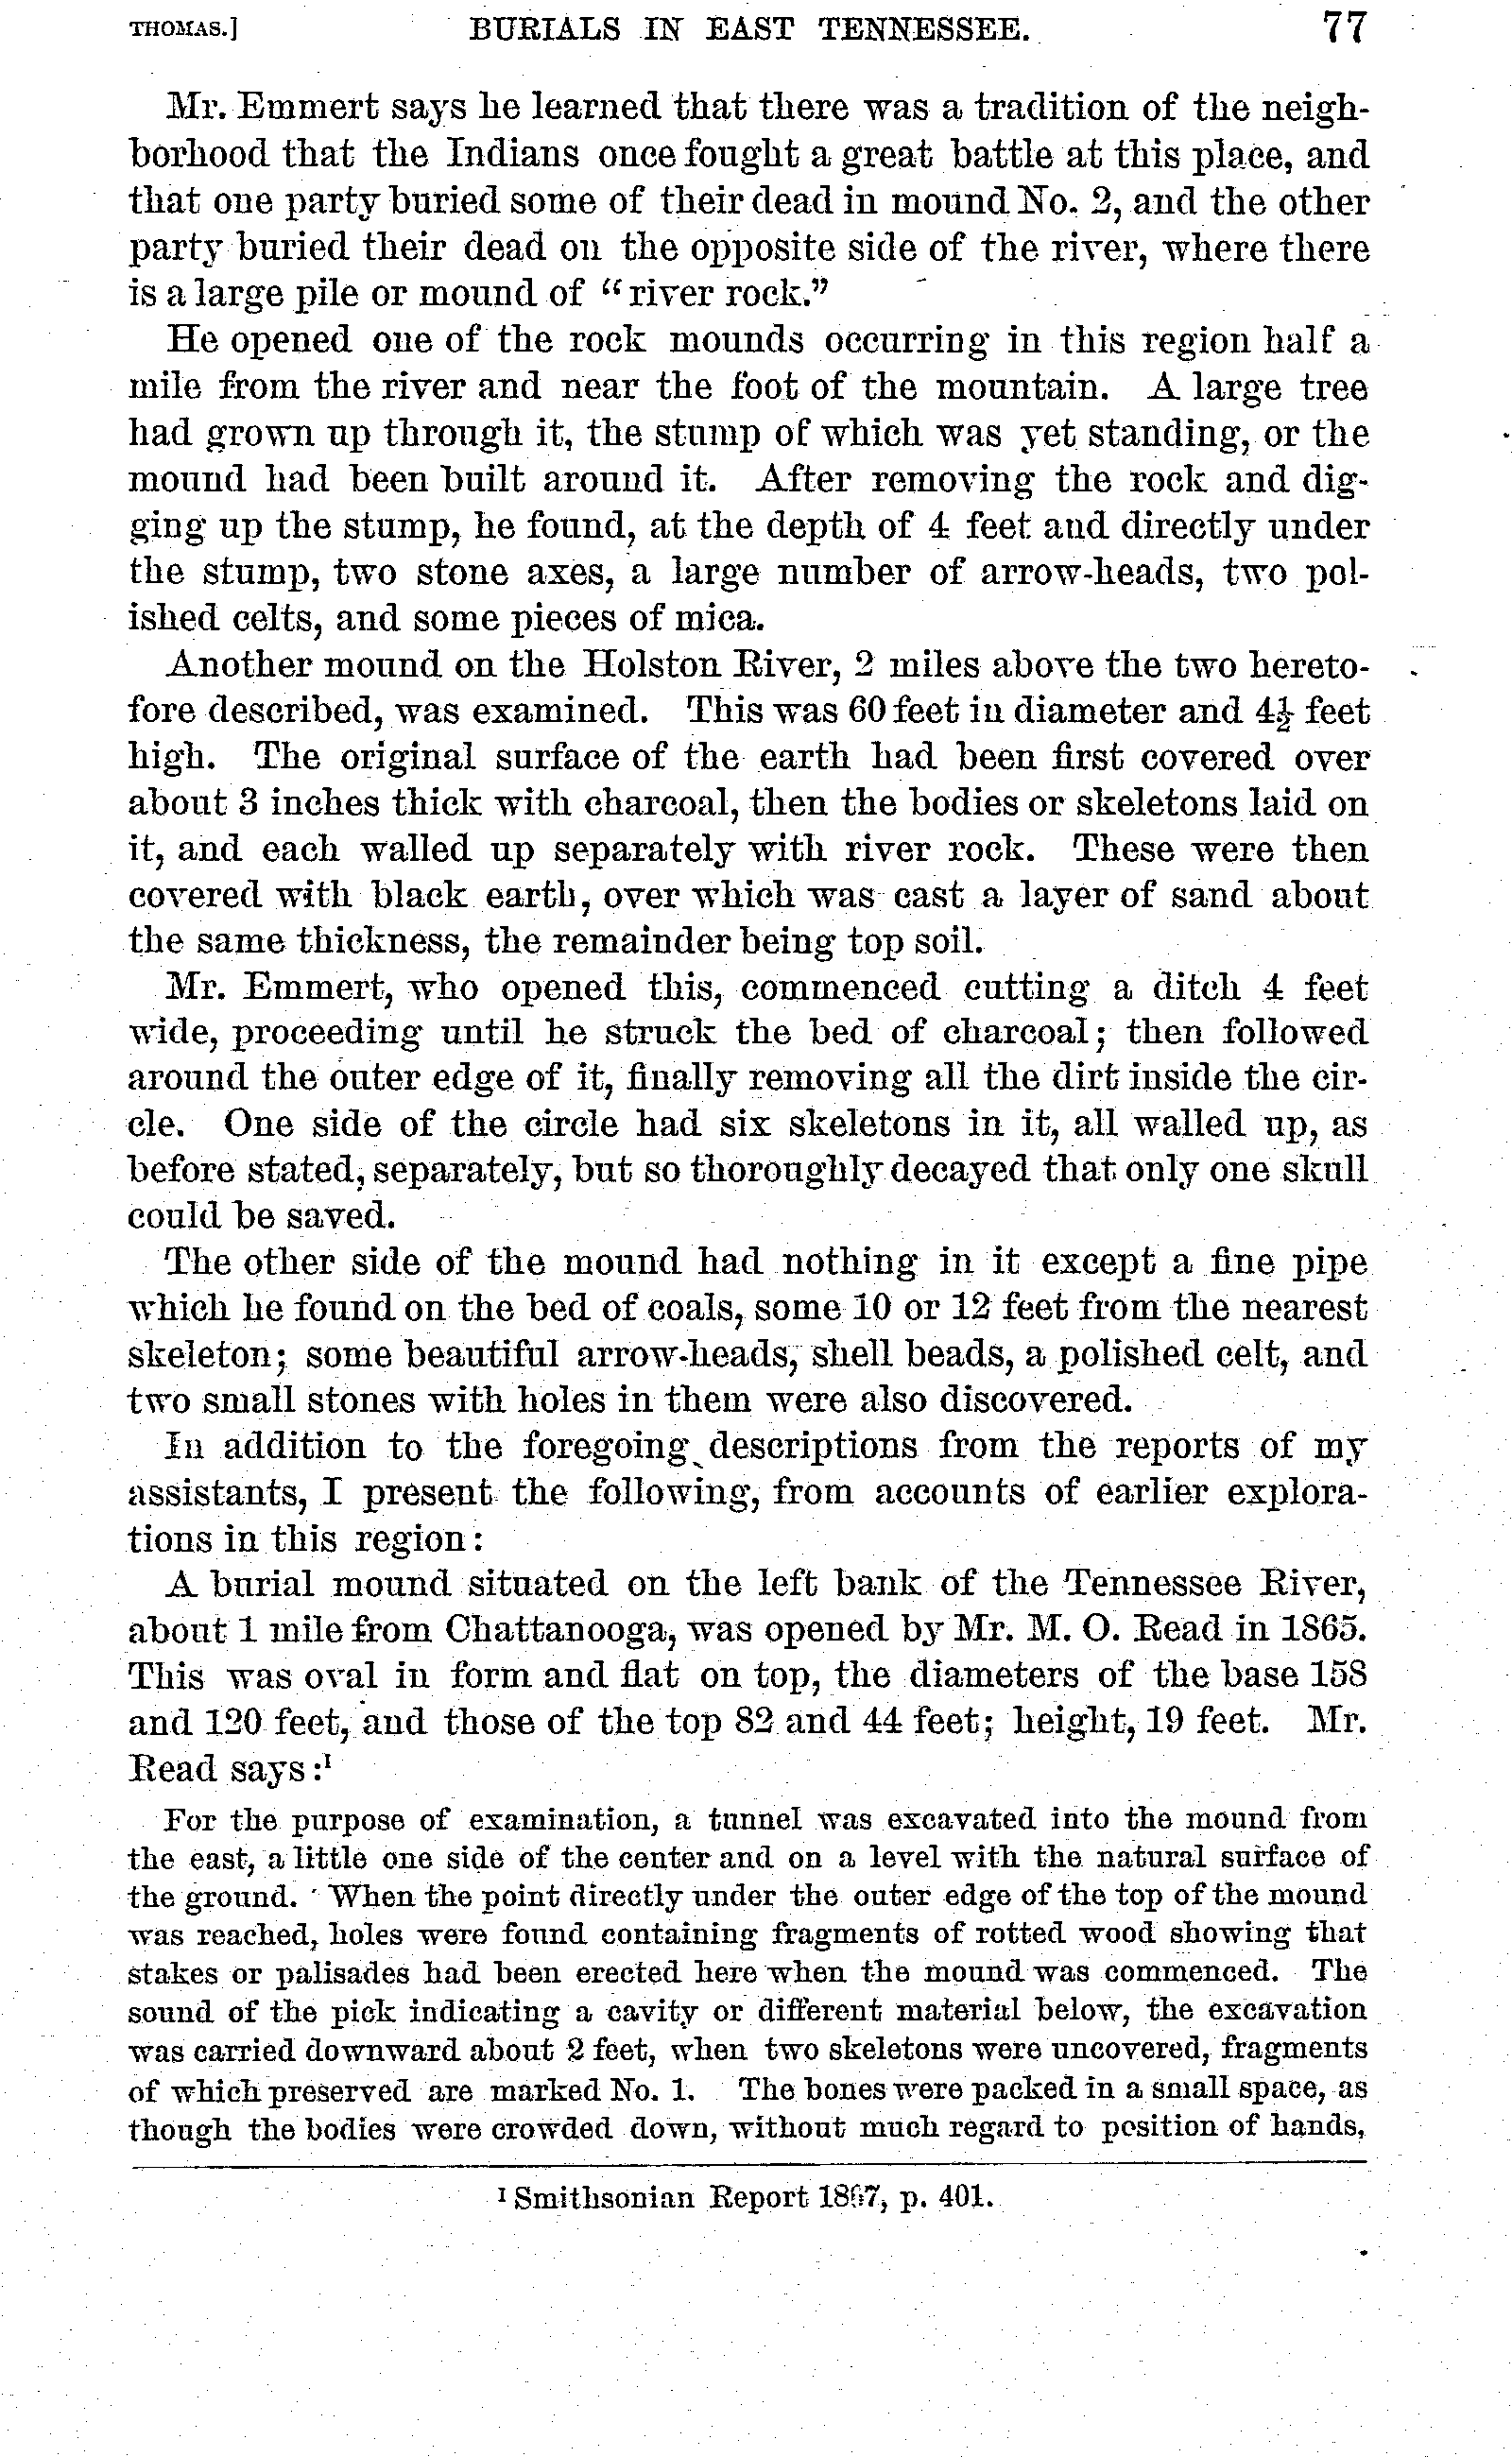 THOMAS.] BURIALS IN EAST TENNESSEE. 77
Mr. Emmert says he learned that there was a tradition of the neigh-
borhood that the Indians once fought a great battle at this place, and
that one party buried some of their dead in mound No. 2, and the other
party buried their dead on the opposite side of the river, where there
is a large pile or mound of “river rock.”
He opened one of the rock mounds occurring in this region half a
mile from the river and near the foot of the mountain. A large tree
had grown up through it, the stump of which was yet standing, or the
mound had been built around it. After removing the rock and dig-
ging up the stump, he found, at the depth of 4 feet and directly under
the stump, two stone axes, a large number of arrow-heads, two pol-
ished celts, and some pieces of mica.
Another mound on the Holston River, 2 miles above the two hereto-
fore described, was examined. This was 60 feet in diameter and 4½ feet
high. The original surface of the earth had been first covered over
about 3 inches thick with charcoal, then the bodies or skeletons laid on
it, and each walled up separately with river rock. These were then
covered with black earth, over which was cast a layer of sand about
the same thickness, the remainder being top soil.
Mr. Emmert, who opened this, commenced cutting a ditch 4 feet
wide, proceeding until he struck the bed of charcoal; then followed
around the outer edge of it, finally removing all the dirt inside the cir-
cle. One side of the circle had six skeletons in it, all walled up, as
before stated, separately, but so thoroughly decayed that only one skull
could be saved.
The other side of the mound had nothing in it except a fine pipe
which he found on the bed of coals, some 10 or 12 feet from the nearest
skeleton; some beautiful arrow-heads, shell beads, a polished celt, and
two small stones with holes in them were also discovered.
In addition to the foregoing descriptions from the reports of my
assistants, I present the following, from accounts of earlier explora-
tions in this region:
A burial mound situated on the left bank of the Tennessee River,
about 1 mile from Chattanooga, was opened by Mr. M. O. Read in 1865.
This was oval in form and flat on top, the diameters of the base 158
and 120 feet, and those of the top 82 and 44 feet; height, 19 feet. Mr.
Read says:¹
For the purpose of examination, a tunnel was excavated into the mound from
the east, a little one side of the center and on a level with the natural surface of
the ground. When the point directly under the outer edge of the top of the mound
was reached, holes were found containing fragments of rotted wood showing that
stakes or palisades had been erected here when the mound was commenced. The
sound of the pick indicating a cavity or different material below, the excavation
was carried downward about 2 feet, when two skeletons were uncovered, fragments
of which preserved are marked No. 1. The bones were packed in a small space, as
though the bodies were crowded down, without much regard to position of hands,
¹ Smithsonian Report 1867, p. 401.